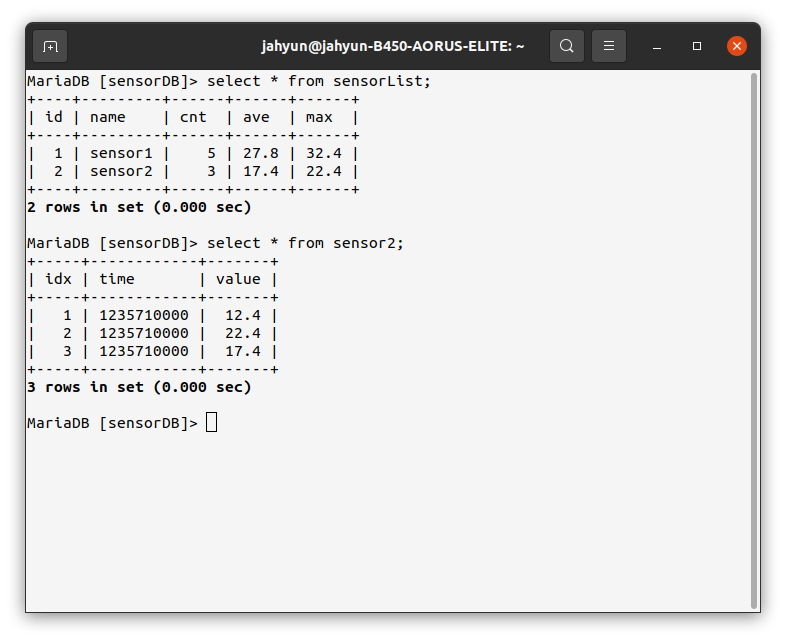 jahyun@jahyun-B450-AORUS-ELITE: ~
MariaDB [sensorDB]> select * from sensorList;
+----+---------+------+------+------+
| id | name    | cnt  | ave  | max  |
+----+---------+------+------+------+
|  1 | sensor1 |    5 | 27.8 | 32.4 |
|  2 | sensor2 |    3 | 17.4 | 22.4 |
+----+---------+------+------+------+
2 rows in set (0.000 sec)
MariaDB [sensorDB]> select * from sensor2;
+-----+------------+-------+
| idx | time       | value |
+-----+------------+-------+
|   1 | 1235710000 |  12.4 |
|   2 | 1235710000 |  22.4 |
|   3 | 1235710000 |  17.4 |
+-----+------------+-------+
3 rows in set (0.000 sec)
MariaDB [sensorDB]>